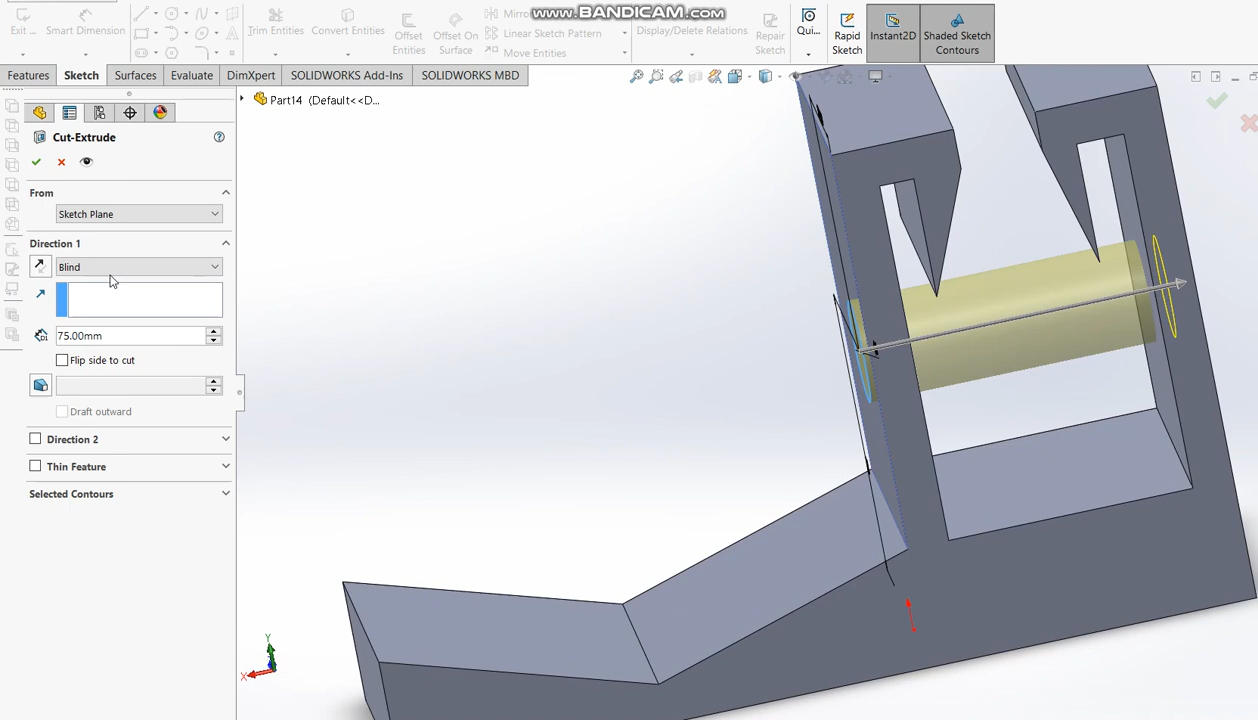 www.BANDICAM.com
Exit ...
Smart Dimension
Trim Entities
Convert Entities
Offset Entities
Offset On Surface
Mirro
Linear Sketch Pattern
Move Entities
Display/Delete Relations
Repair Sketch
Qui...
Rapid Sketch
Instant2D
Shaded Sketch Contours
Features
Sketch
Surfaces
Evaluate
DimXpert
SOLIDWORKS Add-Ins
SOLIDWORKS MBD
Part14 (Default<<D...
Cut-Extrude
From
Sketch Plane
Direction 1
Blind
75.00mm
Flip side to cut
Draft outward
Direction 2
Thin Feature
Selected Contours
Y
X